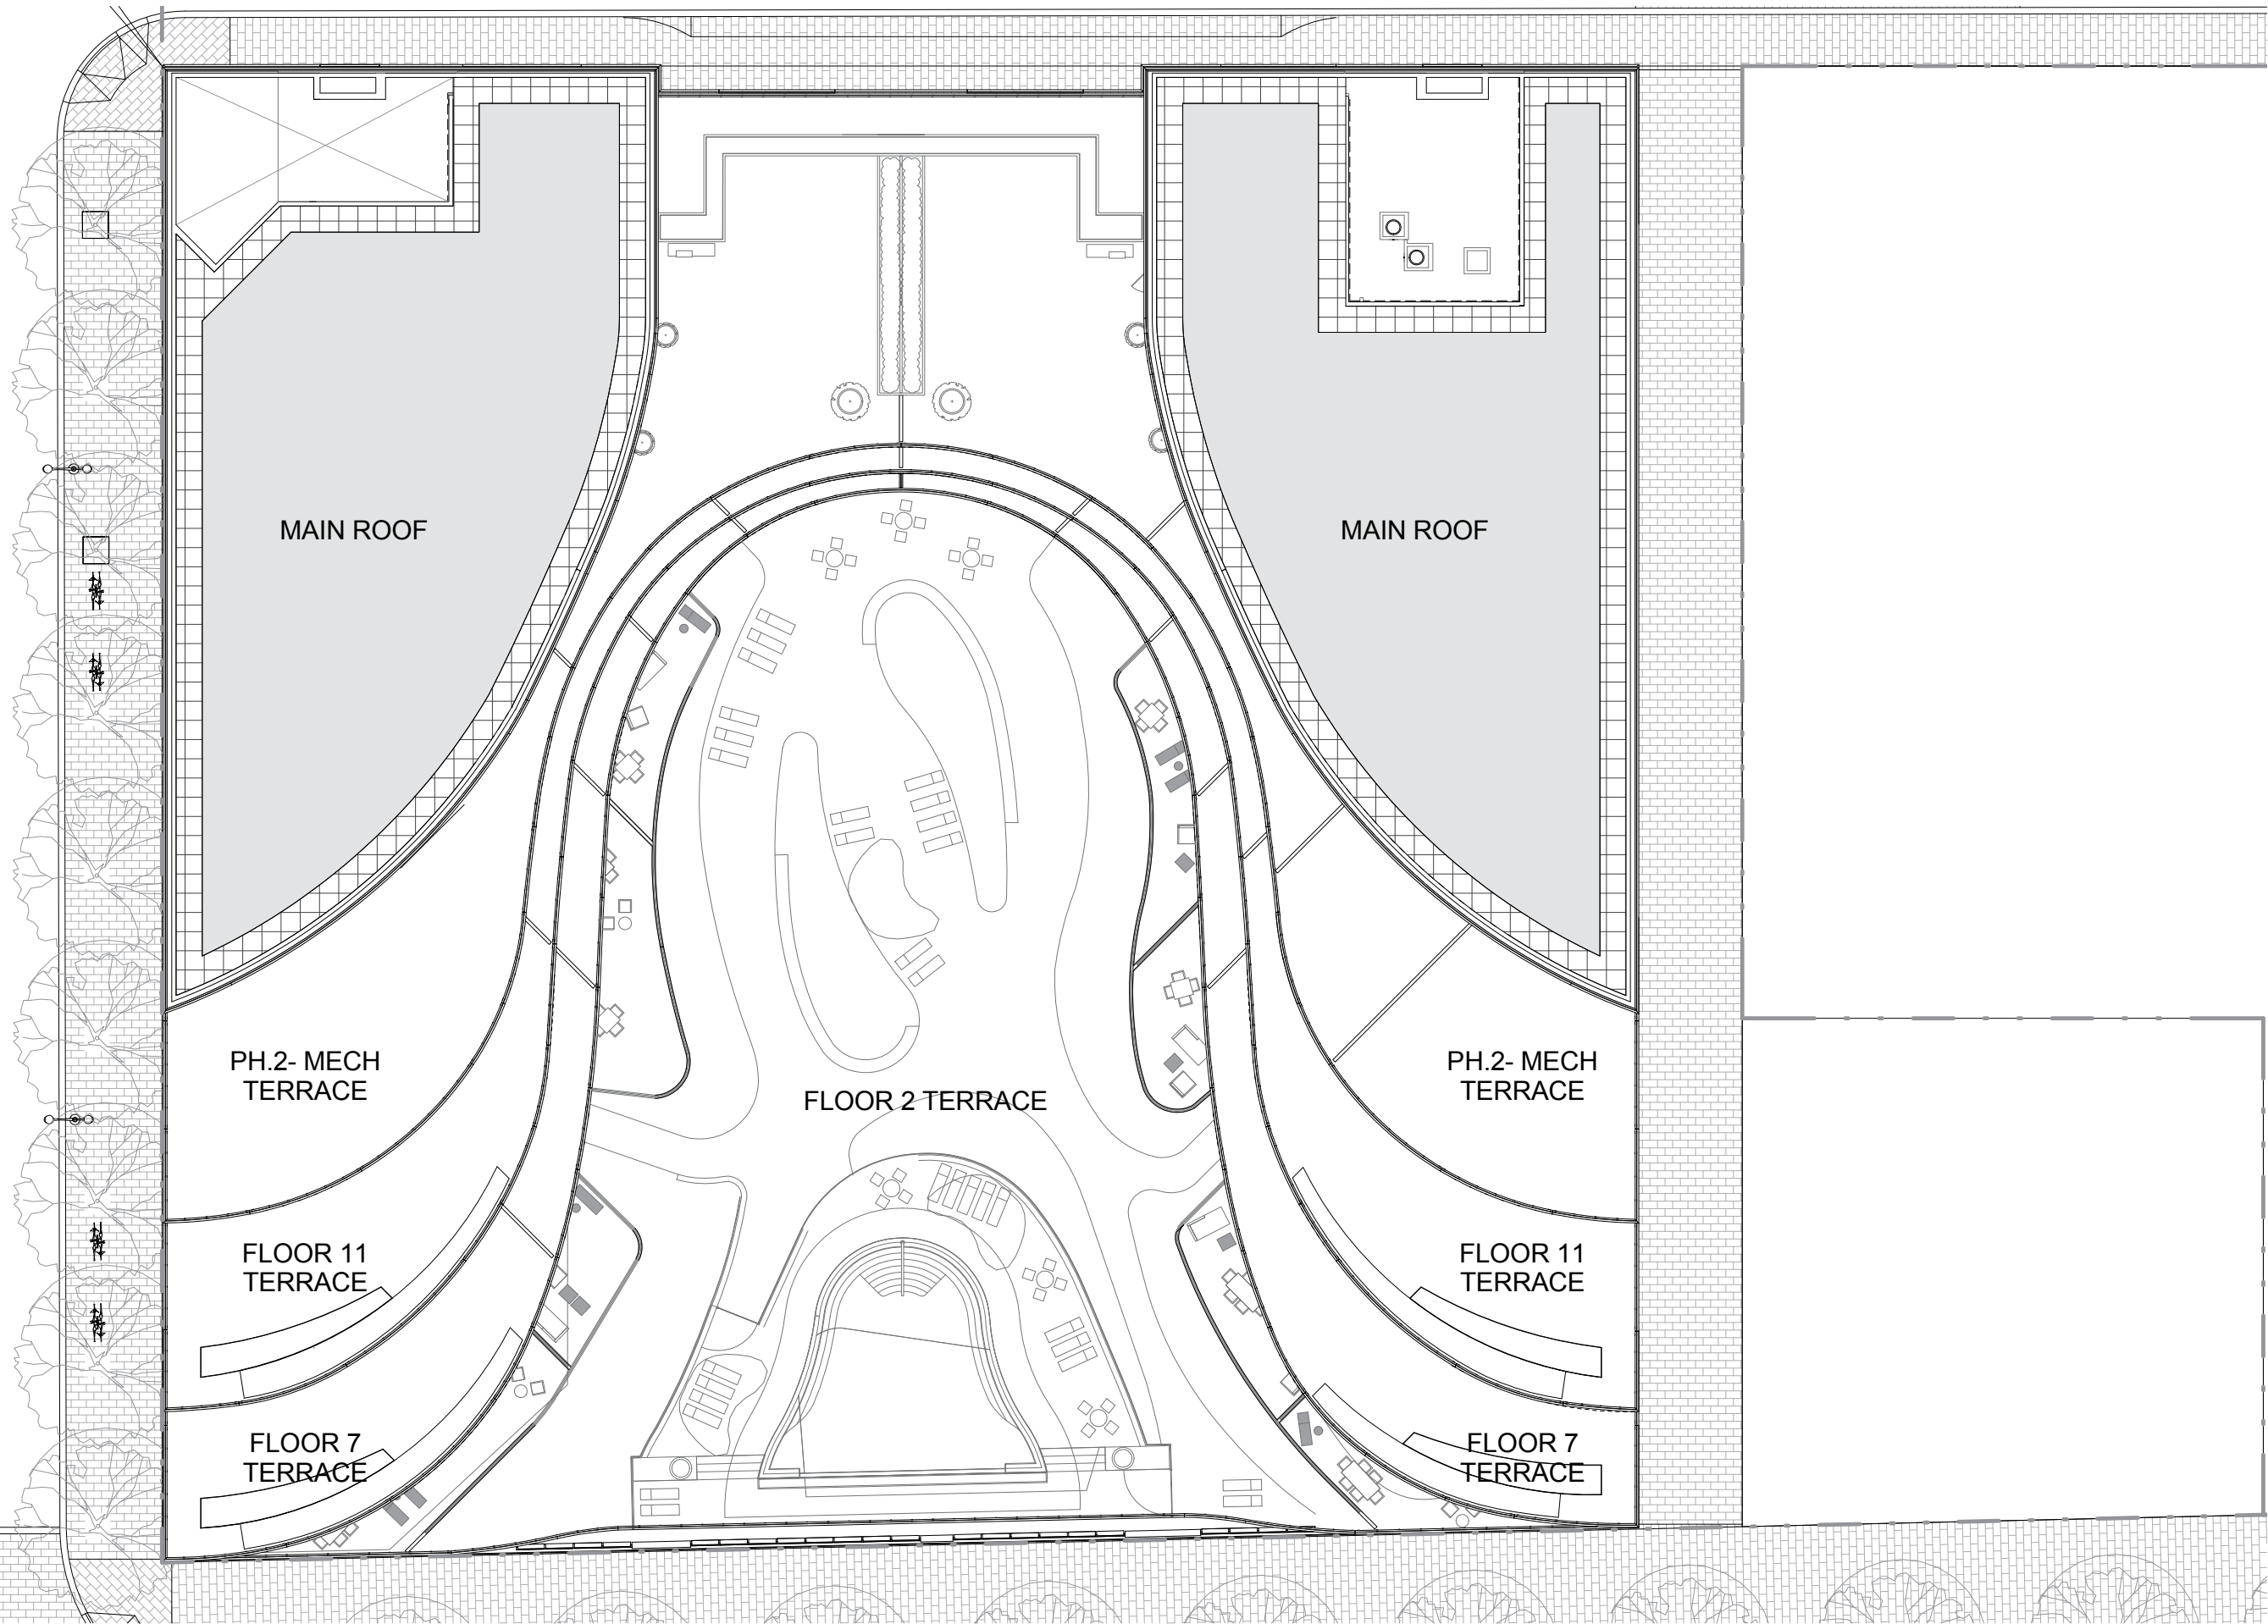 MAIN ROOF
MAIN ROOF
PH.2- MECH
TERRACE
PH.2- MECH
TERRACE
FLOOR 2 TERRACE
FLOOR 11
TERRACE
FLOOR 11
TERRACE
FLOOR 7
TERRACE
FLOOR 7
TERRACE